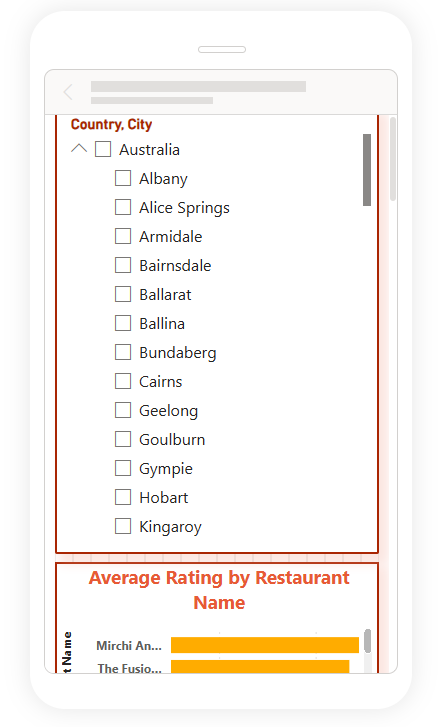 Country, City
Australia
Albany
Alice Springs
Armidale
Bairnsdale
Ballarat
Ballina
Bundaberg
Cairns
Geelong
Goulburn
Gympie
Hobart
Kingaroy
Average Rating by Restaurant
Name
t Name
Mirchi An...
The Fusio...